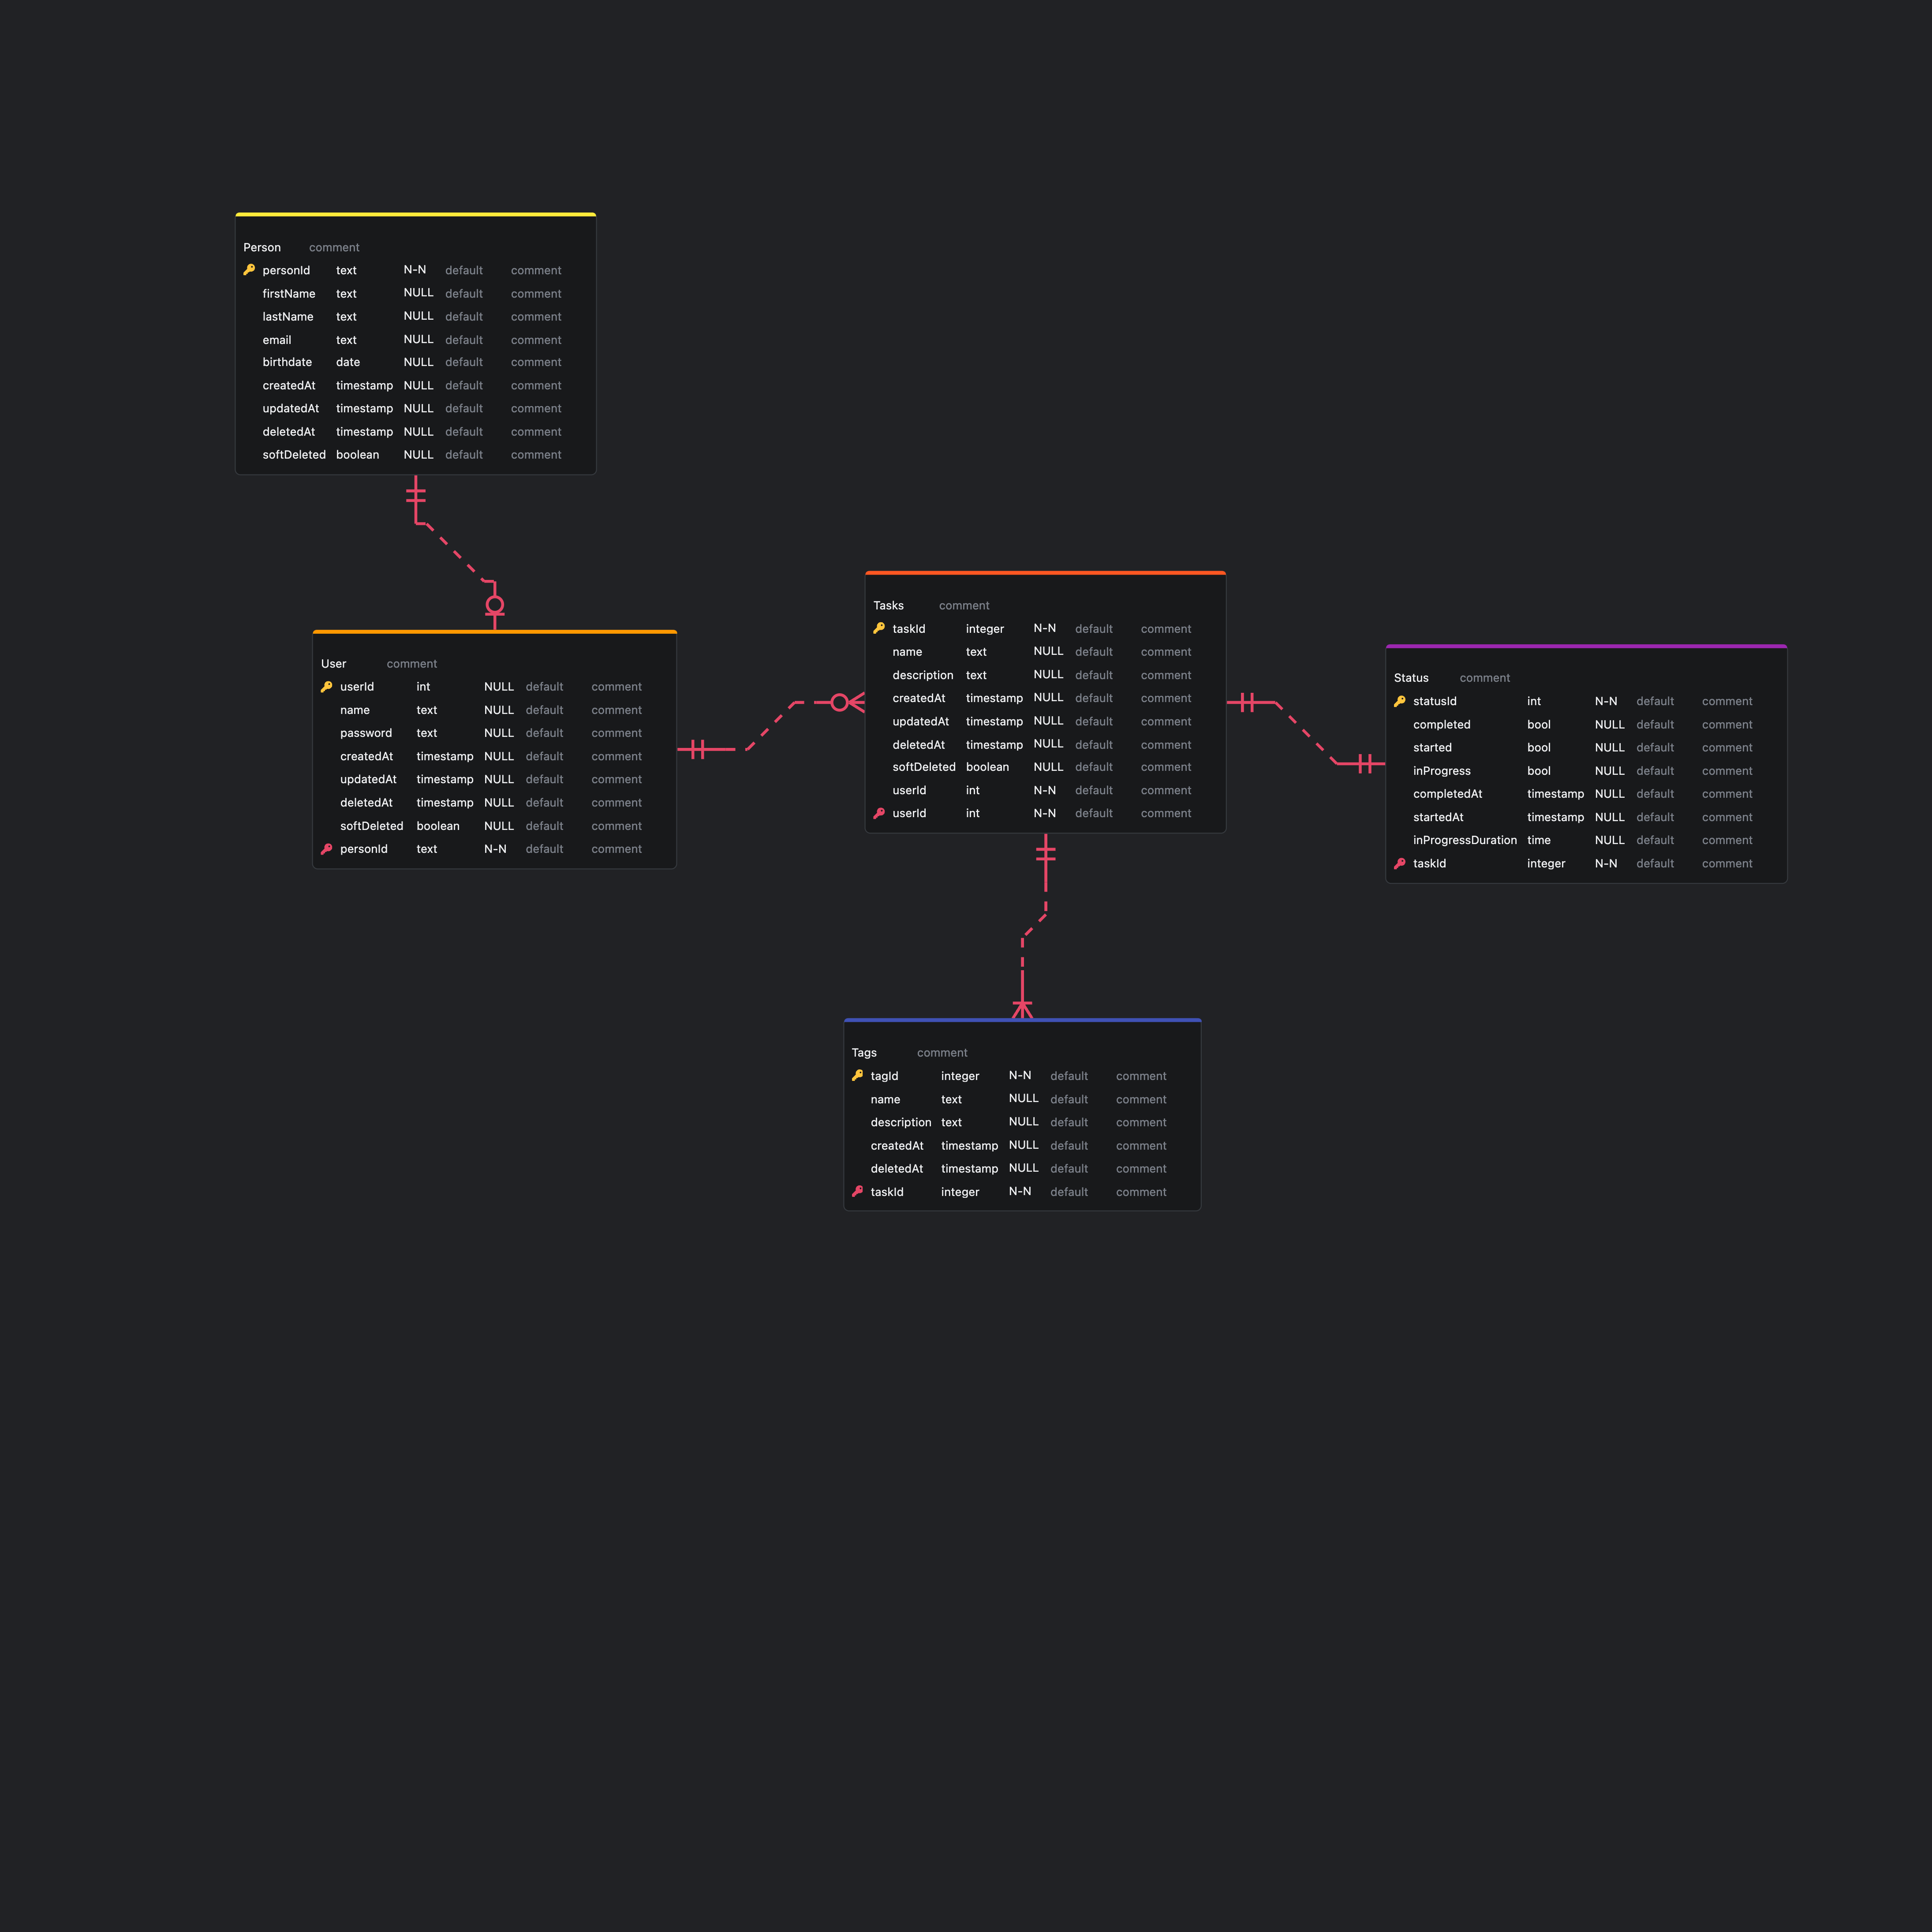 Person comment
personId text N-N default comment
firstName text NULL default comment
lastName text NULL default comment
email text NULL default comment
birthdate date NULL default comment
createdAt timestamp NULL default comment
updatedAt timestamp NULL default comment
deletedAt timestamp NULL default comment
softDeleted boolean NULL default comment
User comment
userId int NULL default comment
name text NULL default comment
password text NULL default comment
createdAt timestamp NULL default comment
updatedAt timestamp NULL default comment
deletedAt timestamp NULL default comment
softDeleted boolean NULL default comment
personId text N-N default comment
Tasks comment
taskId integer N-N default comment
name text NULL default comment
description text NULL default comment
createdAt timestamp NULL default comment
updatedAt timestamp NULL default comment
deletedAt timestamp NULL default comment
softDeleted boolean NULL default comment
userId int N-N default comment
userId int N-N default comment
Status comment
statusId int N-N default comment
completed bool NULL default comment
started bool NULL default comment
inProgress bool NULL default comment
completedAt timestamp NULL default comment
startedAt timestamp NULL default comment
inProgressDuration time NULL default comment
taskId integer N-N default comment
Tags comment
tagId integer N-N default comment
name text NULL default comment
description text NULL default comment
createdAt timestamp NULL default comment
deletedAt timestamp NULL default comment
taskId integer N-N default comment